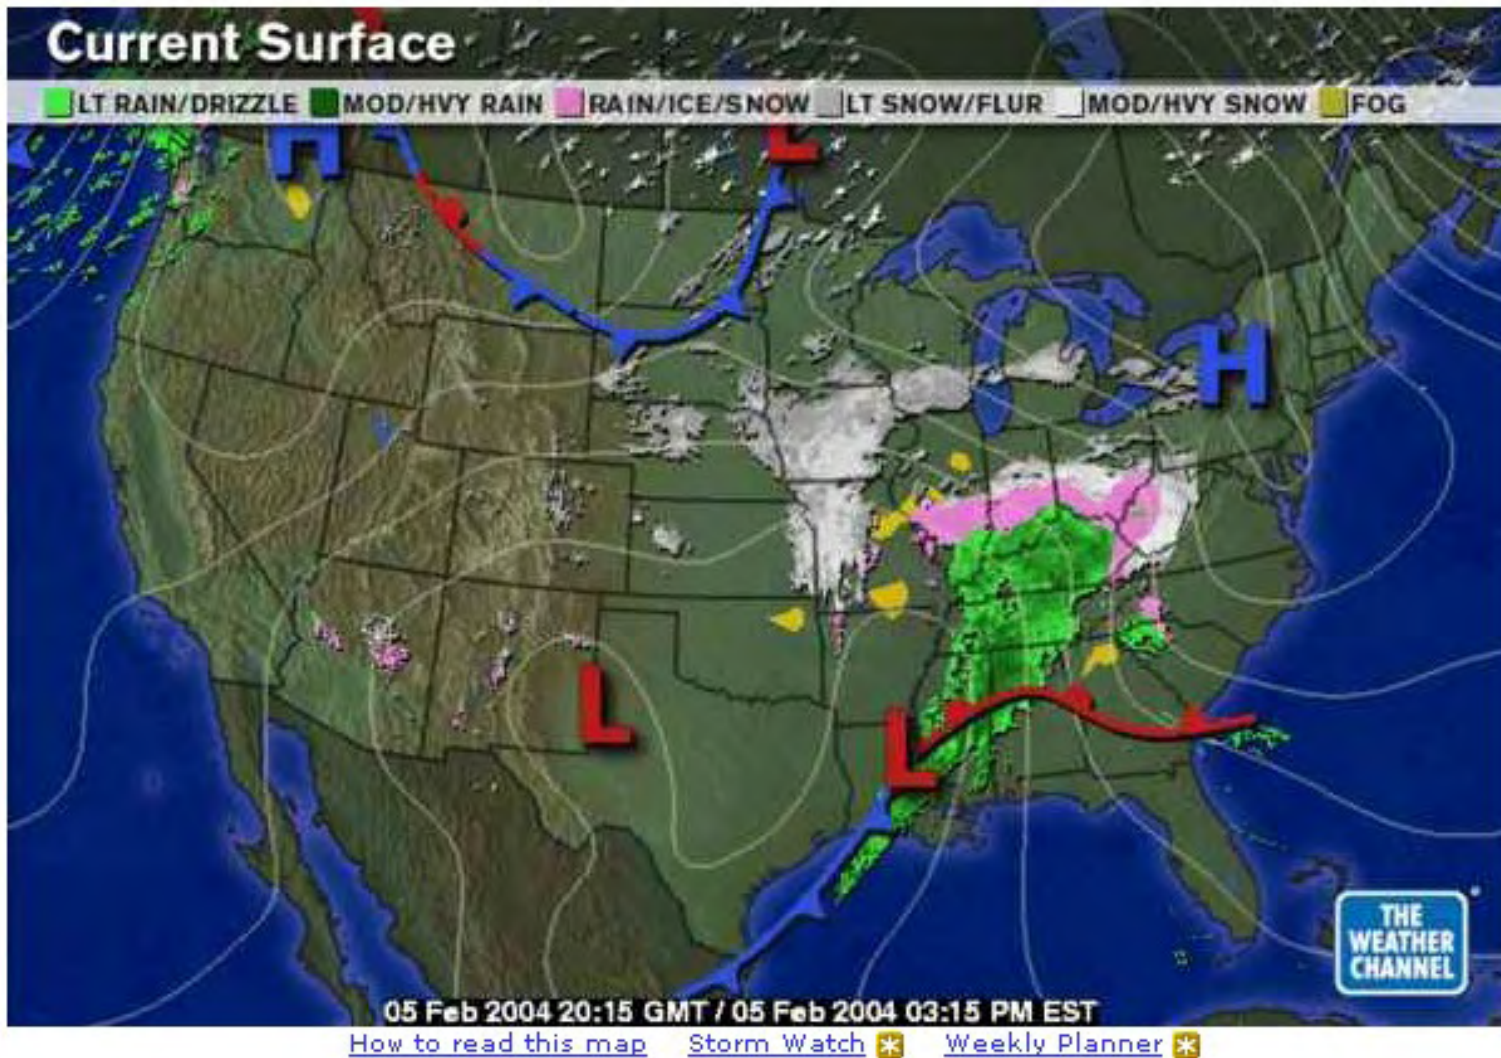 Current Surface
LT RAIN/DRIZZLE MOD/HVY RAIN RAIN/ICE/SNOW LT SNOW/FLUR MOD/HVY SNOW FOG
L
H
H
L
L
THE
WEATHER
CHANNEL
05 Feb 2004 20:15 GMT / 05 Feb 2004 03:15 PM EST
How to read this map Storm Watch Weekly Planner